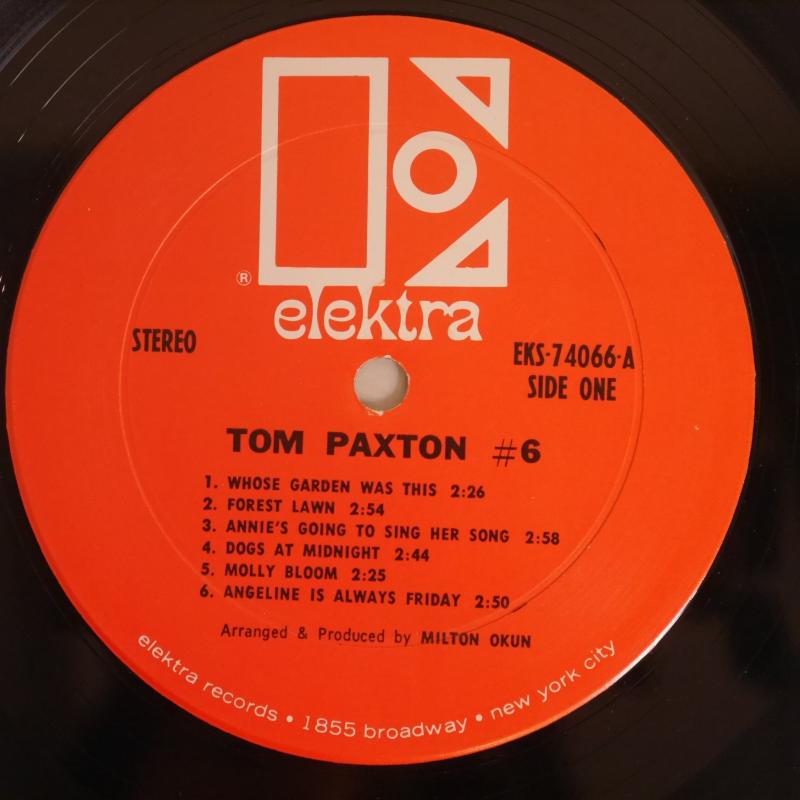 ®
elektra
STEREO
EKS-74066-A
SIDE ONE
TOM PAXTON #6
1. WHOSE GARDEN WAS THIS 2:26
2. FOREST LAWN 2:54
3. ANNIE'S GOING TO SING HER SONG 2:58
4. DOGS AT MIDNIGHT 2:44
5. MOLLY BLOOM 2:25
6. ANGELINE IS ALWAYS FRIDAY 2:50
Arranged & Produced by MILTON OKUN
elektra records • 1855 broadway • new york city